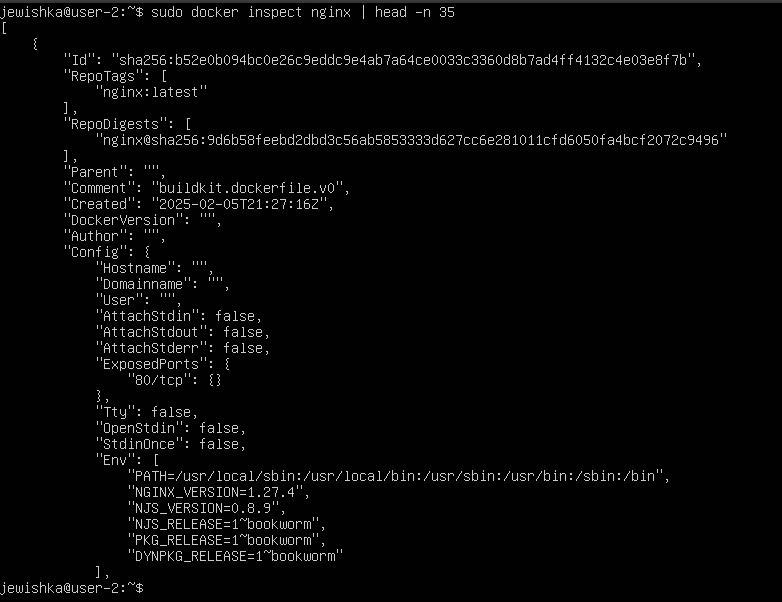 jewishka@user-2:~$ sudo docker inspect nginx | head -n 35
[
    {
        "Id": "sha256:b52e0b094bc0e26c9eddc9e4ab7a64ce0033c3360d8b7ad4ff4132c4e03e8f7b",
        "RepoTags": [
            "nginx:latest"
        ],
        "RepoDigests": [
            "nginx@sha256:9d6b58feebd2dbd3c56ab5853333d627cc6e281011cfd6050fa4bcf2072c9496"
        ],
        "Parent": "",
        "Comment": "buildkit.dockerfile.v0",
        "Created": "2025-02-05T21:27:16Z",
        "DockerVersion": "",
        "Author": "",
        "Config": {
            "Hostname": "",
            "Domainname": "",
            "User": "",
            "AttachStdin": false,
            "AttachStdout": false,
            "AttachStderr": false,
            "ExposedPorts": {
                "80/tcp": {}
            },
            "Tty": false,
            "OpenStdin": false,
            "StdinOnce": false,
            "Env": [
                "PATH=/usr/local/sbin:/usr/local/bin:/usr/sbin:/usr/bin:/sbin:/bin",
                "NGINX_VERSION=1.27.4",
                "NJS_VERSION=0.8.9",
                "NJS_RELEASE=1~bookworm",
                "PKG_RELEASE=1~bookworm",
                "DYNPKG_RELEASE=1~bookworm"
            ],
jewishka@user-2:~$